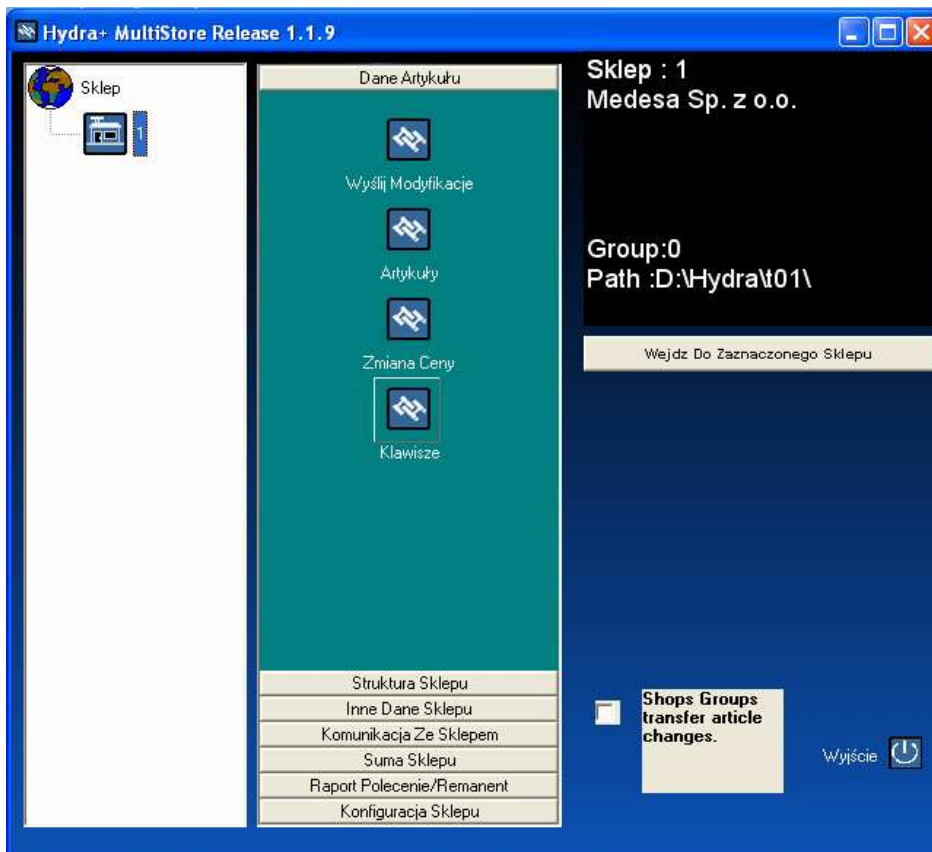 Hydra+ MultiStore Release 1.1.9
Sklep
1
Dane Artykułu
Wyślij Modyfikacje
Artykuły
Zmiana Ceny
Klawisze
Struktura Sklepu
Inne Dane Sklepu
Komunikacja Ze Sklepem
Suma Sklepu
Raport Polecenie/Remanent
Konfiguracja Sklepu
Sklep : 1
Medesa Sp. z o.o.
Group:0
Path :D:\Hydra\t01\
Wejdz Do Zaznaczonego Sklepu
Shops Groups
transfer article
changes.
Wyjście